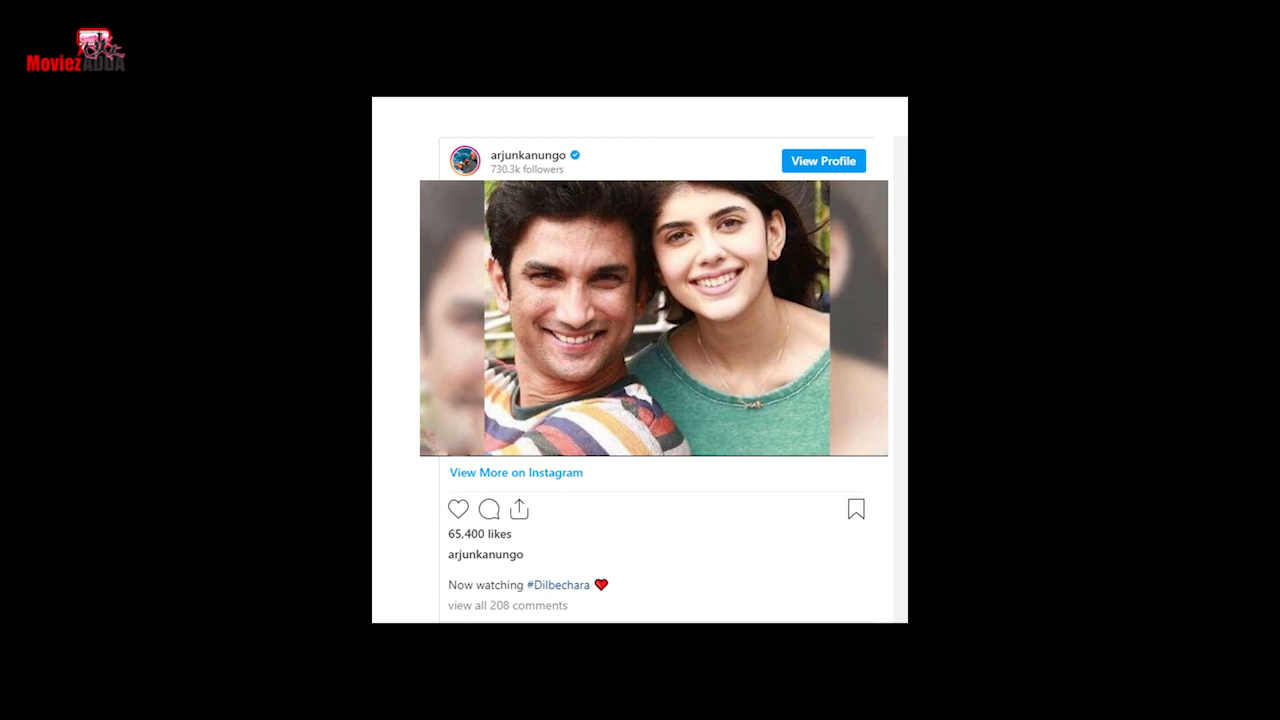 MoviezADDA
arjunkanungo
730.3k followers
View Profile
View More on Instagram
65,400 likes
arjunkanungo
Now watching #Dilbechara ❤
view all 208 comments